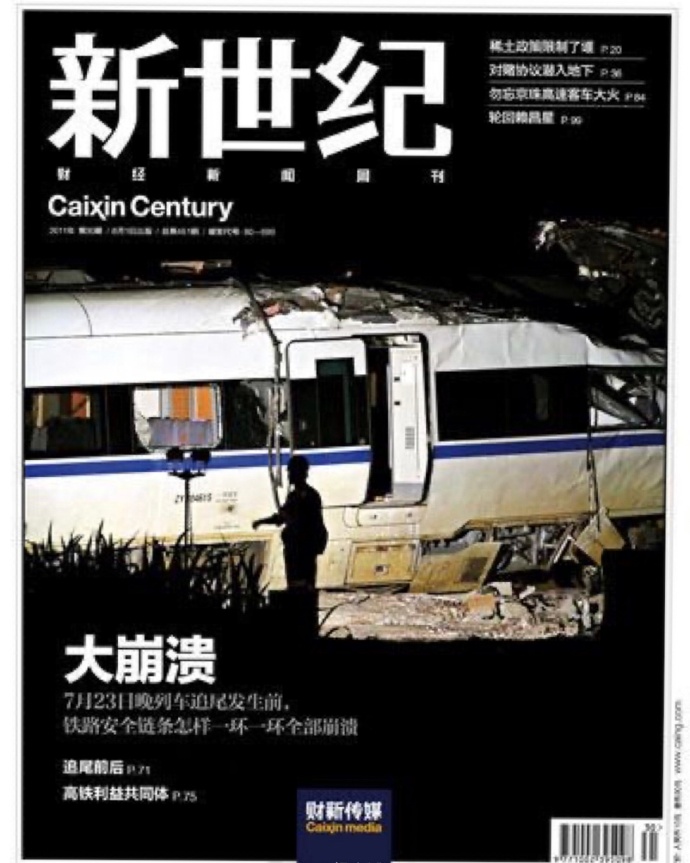 新世纪
财 经 新 闻 周 刊
Caixin Century
稀土政策限制了谁 P.20
对赌协议潜入地下 P.36
勿忘京珠高速客车大火 P.84
轮回赖昌星 P.99
大崩溃
7月23日晚列车追尾发生前，
铁路安全链条怎样一环一环全部崩溃
追尾前后 P.71
高铁利益共同体 P.75
财新传媒
Caixin media
www.caing.com
30>